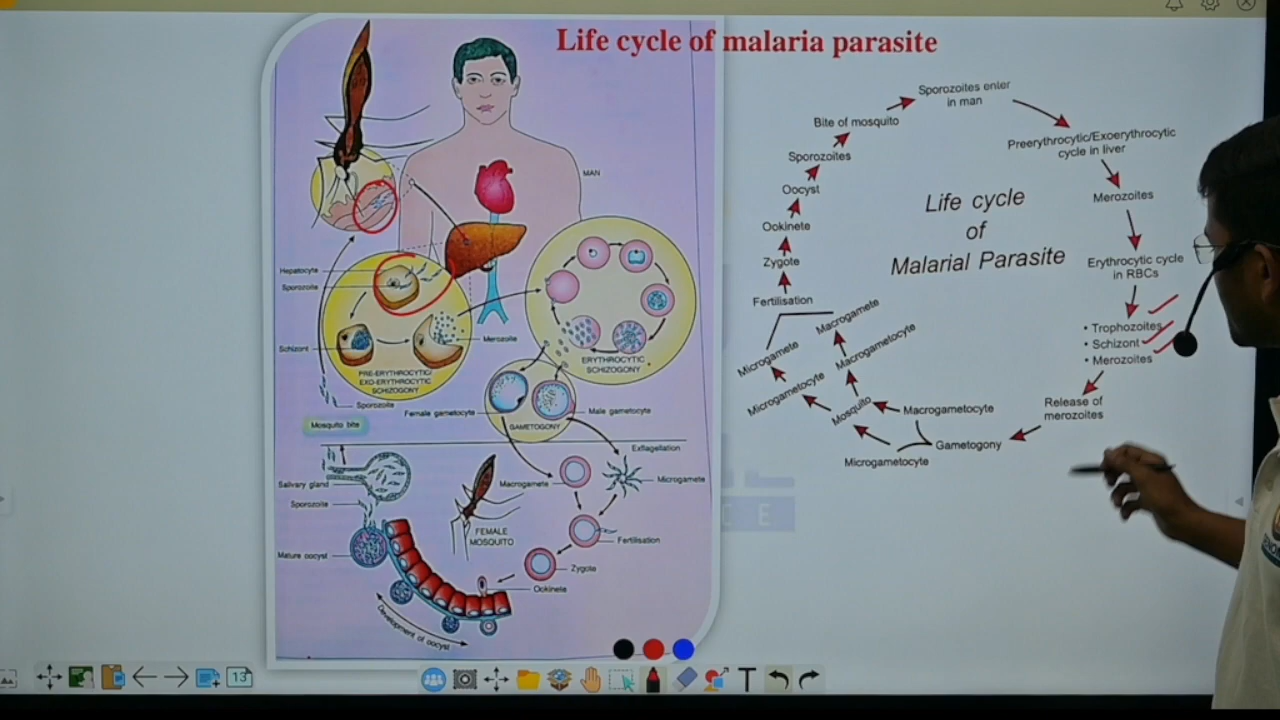 Life cycle of malaria parasite
MAN
Hepatocyte
Sporozoite
Schizont
Merozoite
PRE-ERYTHROCYTIC/
EXO-ERYTHROCYTIC
SCHIZOGONY
ERYTHROCYTIC
SCHIZOGONY
Sporozoite
Female gametocyte
Male gametocyte
GAMETOGONY
Mosquito bite
Exflagellation
Salivary gland
Macrogamete
Microgamete
Sporozoite
FEMALE
MOSQUITO
Fertilisation
Mature oocyst
Zygote
Ookinete
Development of oocyst
Sporozoites enter
in man
Bite of mosquito
Preerythrocytic/Exoerythrocytic
cycle in liver
Sporozoites
Oocyst
Merozoites
Life cycle
of
Malarial Parasite
Ookinete
Zygote
Erythrocytic cycle
in RBCs
Fertilisation
• Trophozoites
• Schizont
• Merozoites
Microgamete
Macrogamete
Microgametocyte
Macrogametocyte
Mosquito
Release of
merozoites
Macrogametocyte
Gametogony
Microgametocyte
C E
13
T